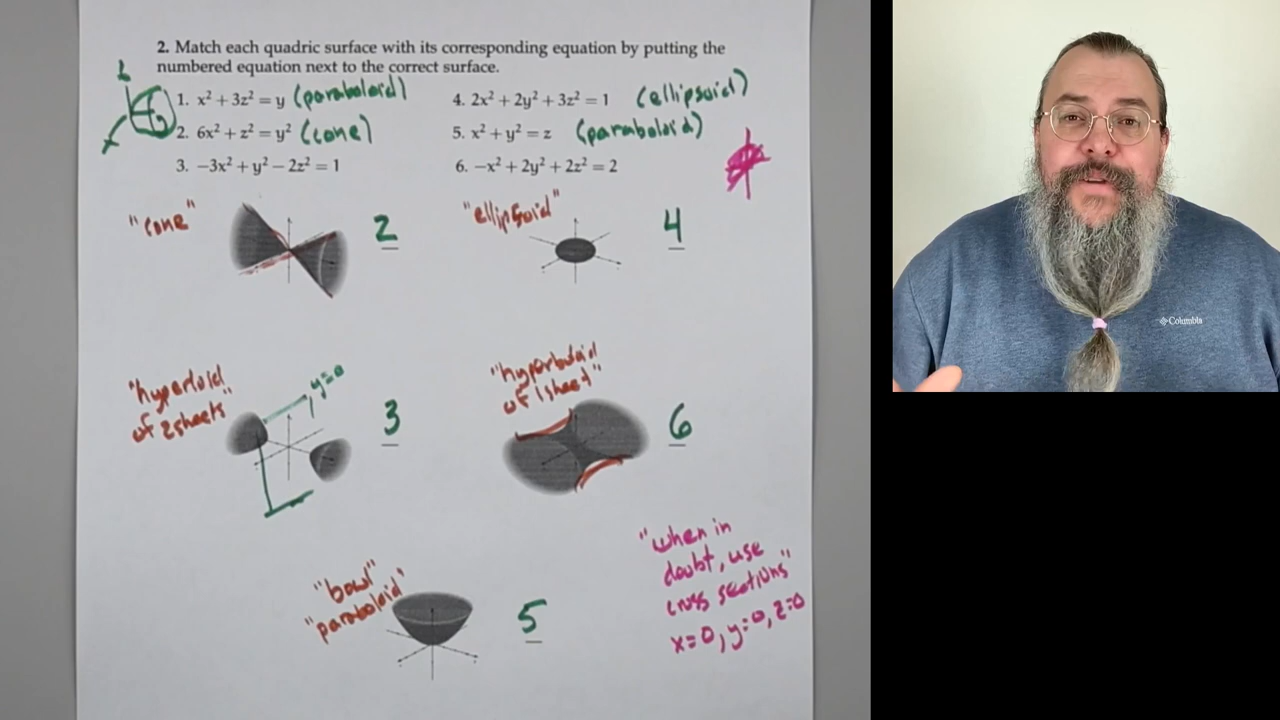 2. Match each quadric surface with its corresponding equation by putting the
numbered equation next to the correct surface.
1. x² + 3z² = y (paraboloid)
4. 2x² + 2y² + 3z² = 1 (ellipsoid)
2. 6x² + z² = y² (cone)
5. x² + y² = z (paraboloid)
3. −3x² + y² − 2z² = 1
6. −x² + 2y² + 2z² = 2
"cone"
2
"ellipsoid"
4
"hyperloid
of 2 sheets"
y=0
3
"hyperboloid
of 1 sheet"
6
"bowl"
"paraboloid"
5
"when in
doubt, use
cross sections"
x=0, y=0, z=0
Columbia